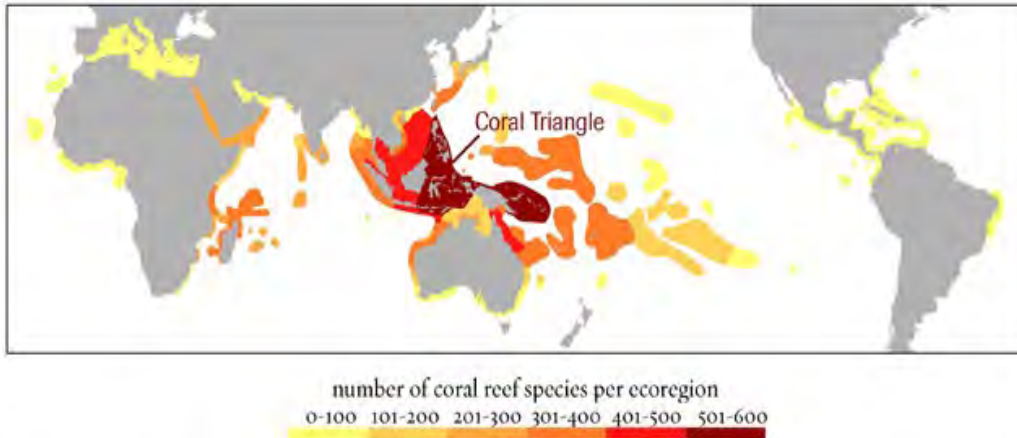 Coral Triangle
number of coral reef species per ecoregion
0-100 101-200 201-300 301-400 401-500 501-600